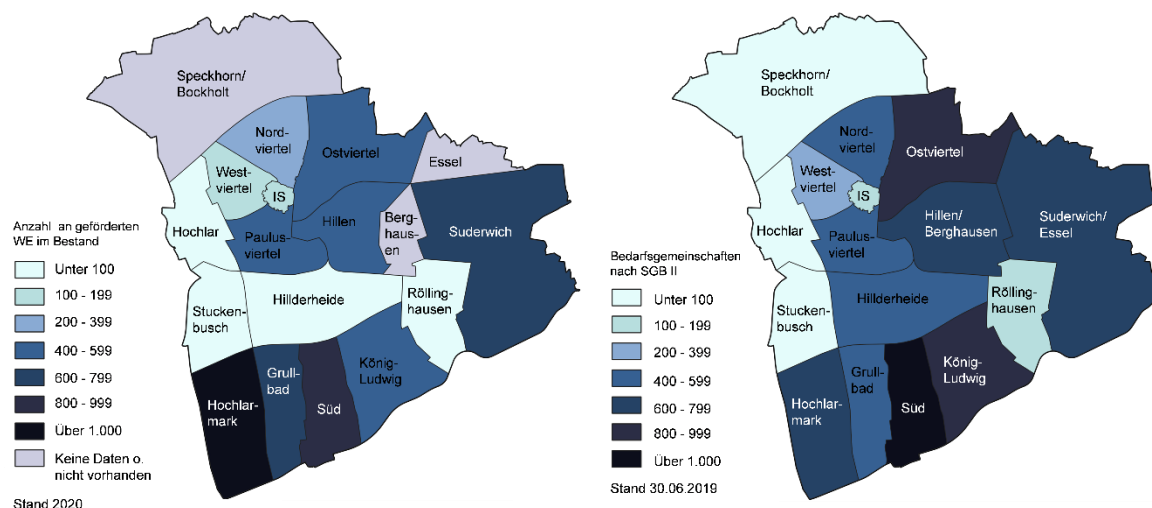 Speckhorn/
Bockholt
Nord-
viertel
Ostviertel
Essel
West-
viertel
IS
Hochlar
Paulus-
viertel
Hillen
Berg-
haus-
en
Suderwich
Stucken-
busch
Hillderheide
Rölling-
hausen
Hochlar-
mark
Grull-
bad
Süd
König-
Ludwig
Anzahl an geförderten
WE im Bestand
Unter 100
100 - 199
200 - 399
400 - 599
600 - 799
800 - 999
Über 1.000
Keine Daten o.
nicht vorhanden
Stand 2020
Speckhorn/
Bockholt
Nord-
viertel
Ostviertel
West-
viertel
IS
Hochlar
Paulus-
viertel
Hillen/
Berghausen
Suderwich/
Essel
Stucken-
busch
Hillderheide
Rölling-
hausen
Hochlar-
mark
Grull-
bad
Süd
König-
Ludwig
Bedarfsgemeinschaften
nach SGB II
Unter 100
100 - 199
200 - 399
400 - 599
600 - 799
800 - 999
Über 1.000
Stand 30.06.2019